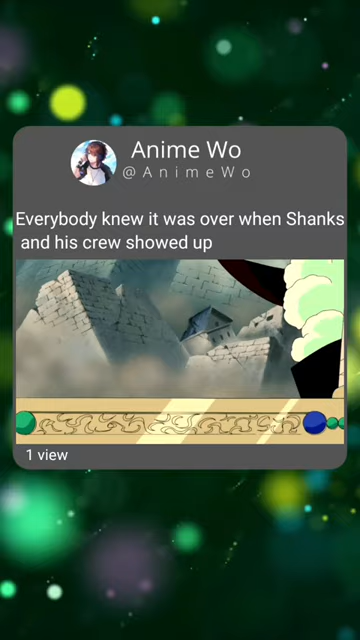 Anime Wo
@AnimeWo
Everybody knew it was over when Shanks
and his crew showed up
1 view